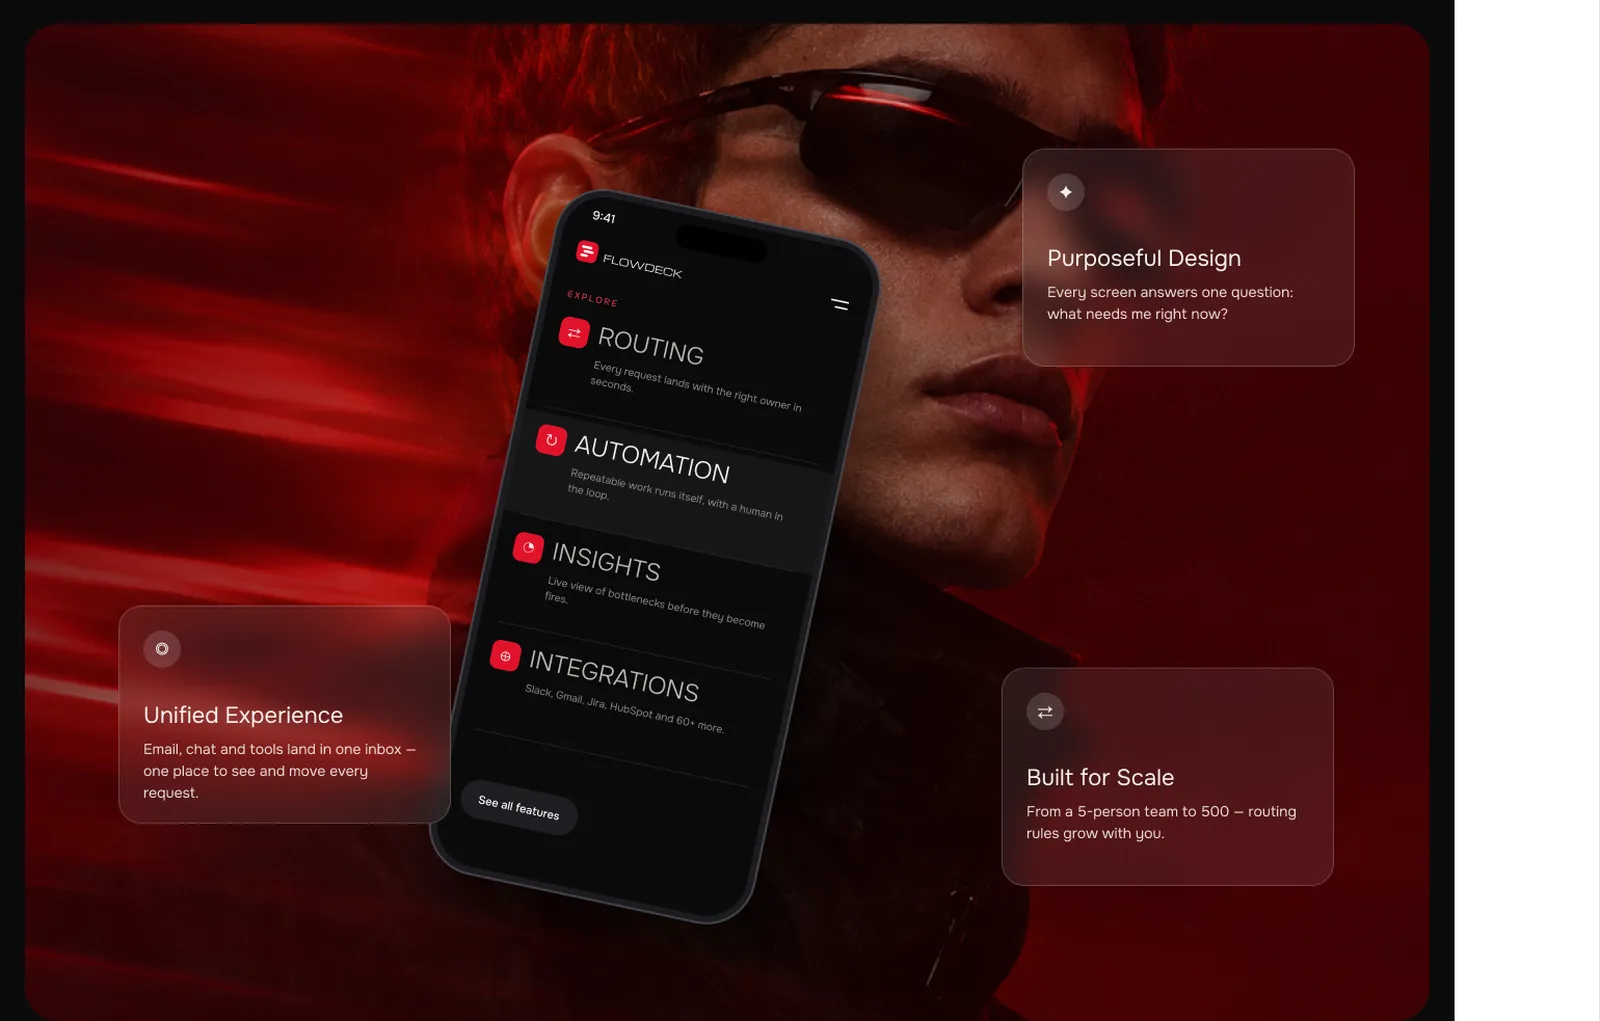 9:41
FLOWDECK
EXPLORE
ROUTING
Every request lands with the right owner in
seconds.
AUTOMATION
Repeatable work runs itself, with a human in
the loop.
INSIGHTS
Live view of bottlenecks before they become
fires.
INTEGRATIONS
Slack, Gmail, Jira, HubSpot and 60+ more.
See all features
Purposeful Design
Every screen answers one question:
what needs me right now?
Unified Experience
Email, chat and tools land in one inbox —
one place to see and move every
request.
Built for Scale
From a 5-person team to 500 — routing
rules grow with you.